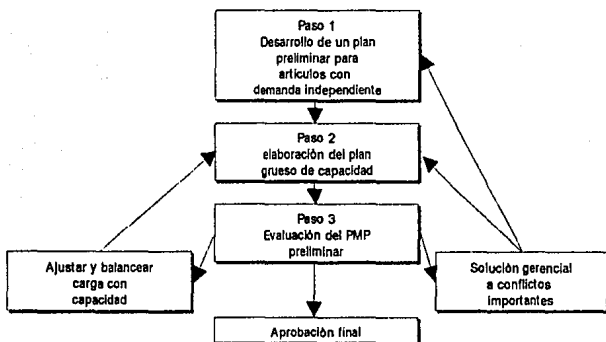 Paso 1
Desarrollo de un plan
preliminar para
artículos con
demanda independiente
Paso 2
elaboración del plan
grueso de capacidad
Paso 3
Evaluación del PMP
preliminar
Ajustar y balancear
carga con
capacidad
Solución gerencial
a conflictos
importantes
Aprobación final